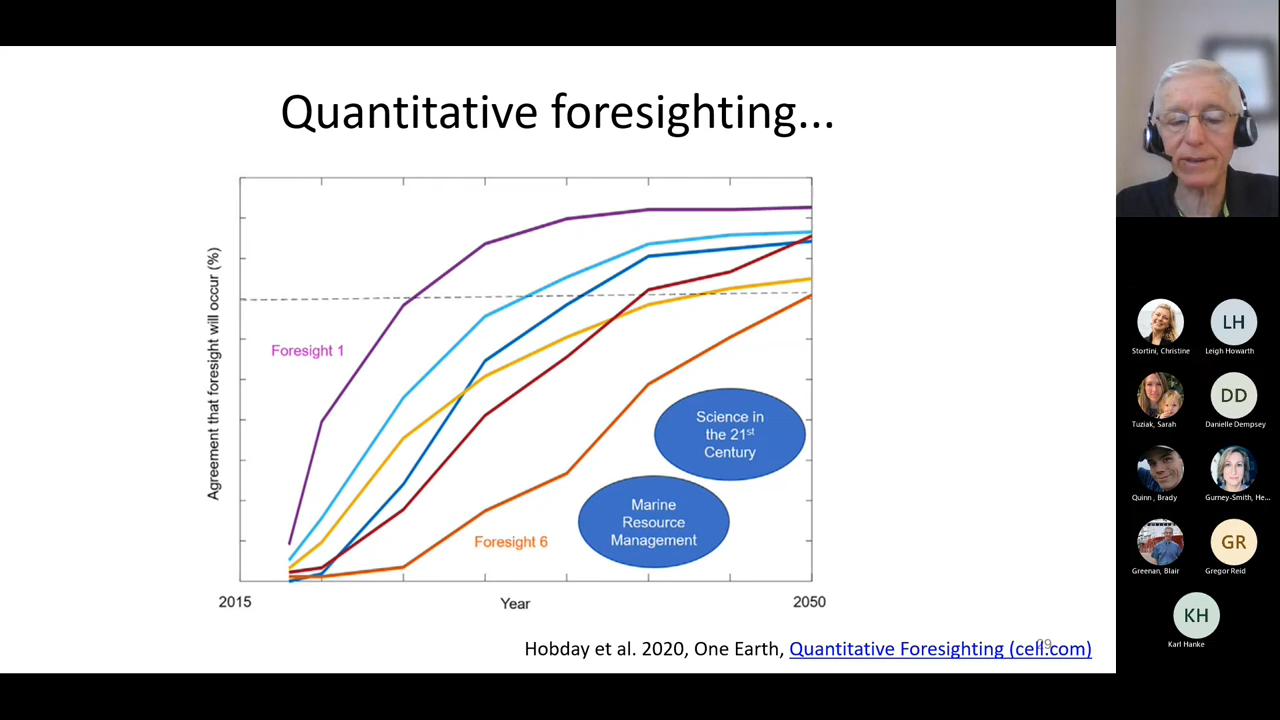 Quantitative foresighting...
Agreement that foresight will occur (%)
Foresight 1
Science in
the 21st
Century
Marine
Resource
Management
Foresight 6
2015
Year
2050
Hobday et al. 2020, One Earth, Quantitative Foresighting (cell.com)
29
Stortini, Christine
LH
Leigh Howarth
Tuziak, Sarah
DD
Danielle Dempsey
Quinn , Brady
Gurney-Smith, He...
Greenan, Blair
GR
Gregor Reid
KH
Karl Hanke